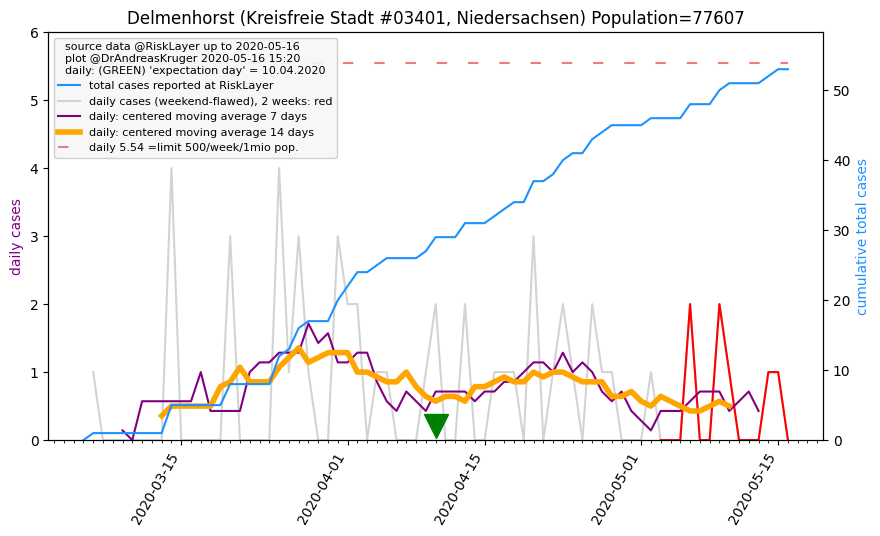 Delmenhorst (Kreisfreie Stadt #03401, Niedersachsen) Population=77607
source data @RiskLayer up to 2020-05-16
plot @DrAndreasKruger 2020-05-16 15:20
daily: (GREEN) 'expectation day' = 10.04.2020
total cases reported at RiskLayer
daily cases (weekend-flawed), 2 weeks: red
daily: centered moving average 7 days
daily: centered moving average 14 days
daily 5.54 =limit 500/week/1mio pop.
daily cases
6
5
4
3
2
1
0
50
40
30
20
10
0
cumulative total cases
2020-03-15
2020-04-01
2020-04-15
2020-05-01
2020-05-15